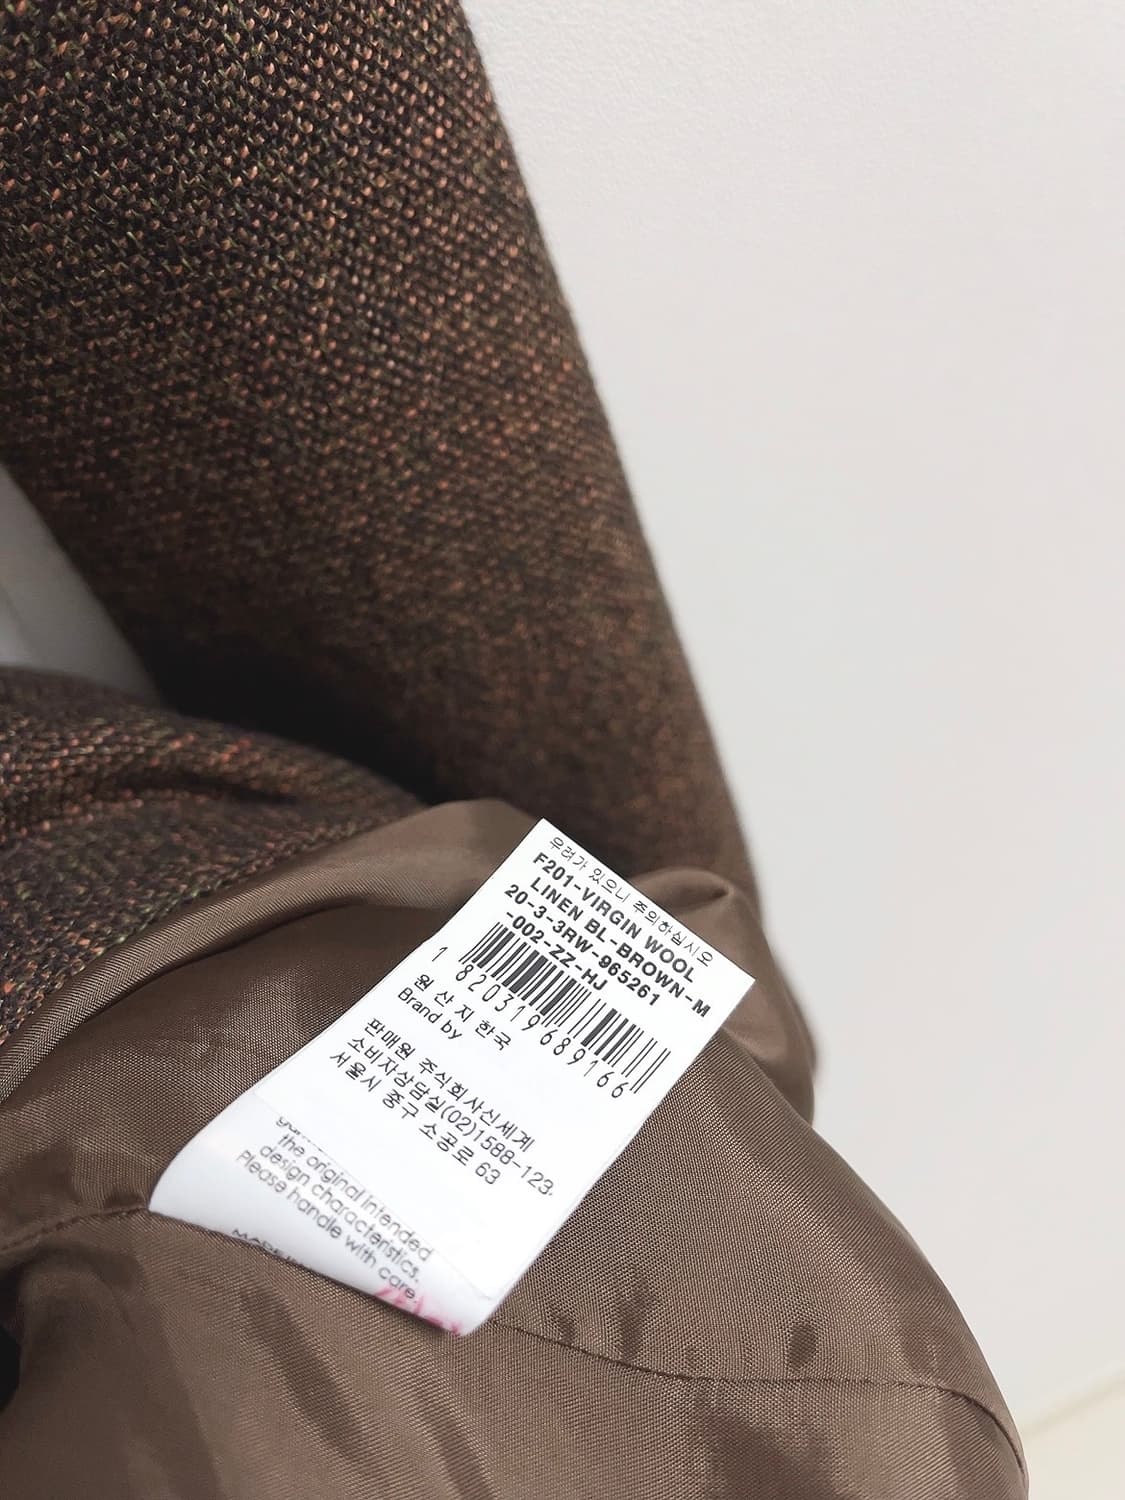 우려가 있으니 주의하십시오
F201-VIRGIN WOOL
LINEN BL-BROWN-M
20-3-3RW-965261
-002-ZZ-HJ
1 820319689166
원 산 지 한국
Brand by
판매원 주식회사신세계
소비자상담실(02)1588-123
서울시 중구 소공로 63
the original intended
design characteristics.
Please handle with care.
MADE IN